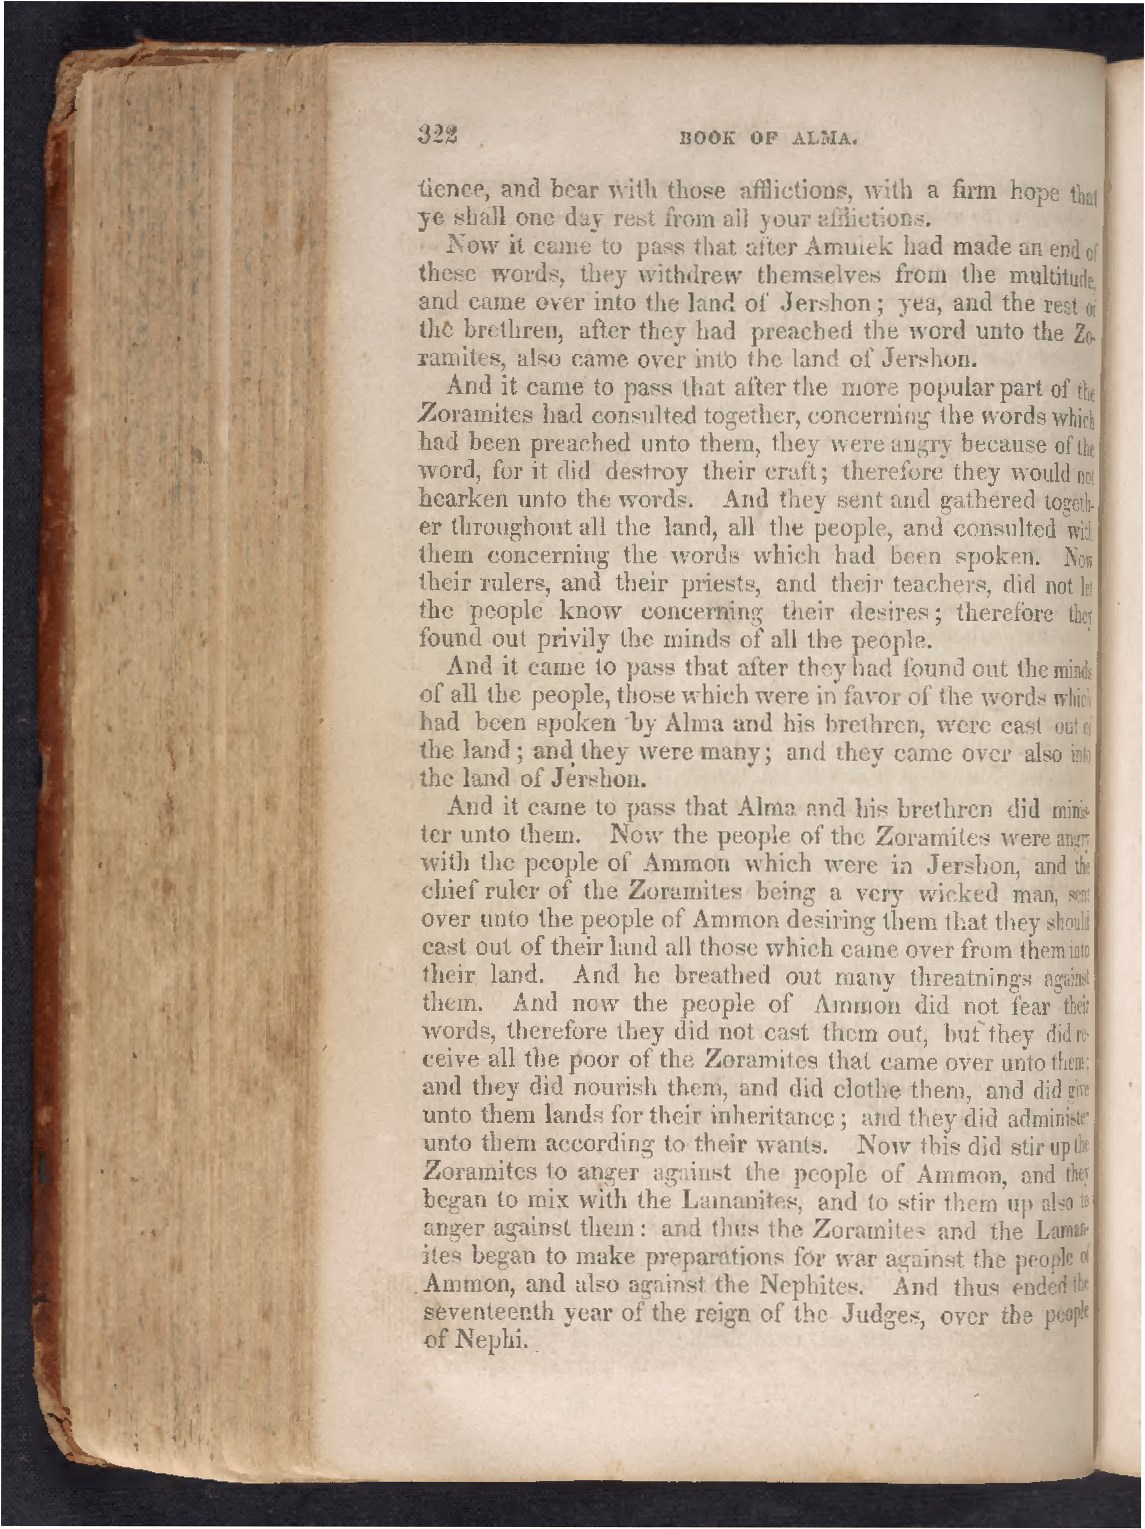 322 BOOK OF ALMA.
tience, and bear with those afflictions, with a firm hope that
ye shall one day rest from all your afflictions.
Now it came to pass that after Amulek had made an end of
these words, they withdrew themselves from the multitude,
and came over into the land of Jershon; yea, and the rest of
the brethren, after they had preached the word unto the Zo-
ramites, also came over into the land of Jershon.
And it came to pass that after the more popular part of the
Zoramites had consulted together, concerning the words which
had been preached unto them, they were angry because of the
word, for it did destroy their craft; therefore they would not
hearken unto the words. And they sent and gathered togeth-
er throughout all the land, all the people, and consulted with
them concerning the words which had been spoken. Now
their rulers, and their priests, and their teachers, did not let
the people know concerning their desires; therefore they
found out privily the minds of all the people.
And it came to pass that after they had found out the minds
of all the people, those which were in favor of the words which
had been spoken by Alma and his brethren, were cast out of
the land; and they were many; and they came over also into
the land of Jershon.
And it came to pass that Alma and his brethren did minis-
ter unto them. Now the people of the Zoramites were angry
with the people of Ammon which were in Jershon, and the
chief ruler of the Zoramites being a very wicked man, sent
over unto the people of Ammon desiring them that they should
cast out of their land all those which came over from them into
their land. And he breathed out many threatnings against
them. And now the people of Ammon did not fear their
words, therefore they did not cast them out, but they did re-
ceive all the poor of the Zoramites that came over unto them;
and they did nourish them, and did clothe them, and did give
unto them lands for their inheritance; and they did administer
unto them according to their wants. Now this did stir up the
Zoramites to anger against the people of Ammon, and they
began to mix with the Lamanites, and to stir them up also to
anger against them: and thus the Zoramites and the Laman-
ites began to make preparations for war against the people of
Ammon, and also against the Nephites. And thus ended the
seventeenth year of the reign of the Judges, over the people
of Nephi.